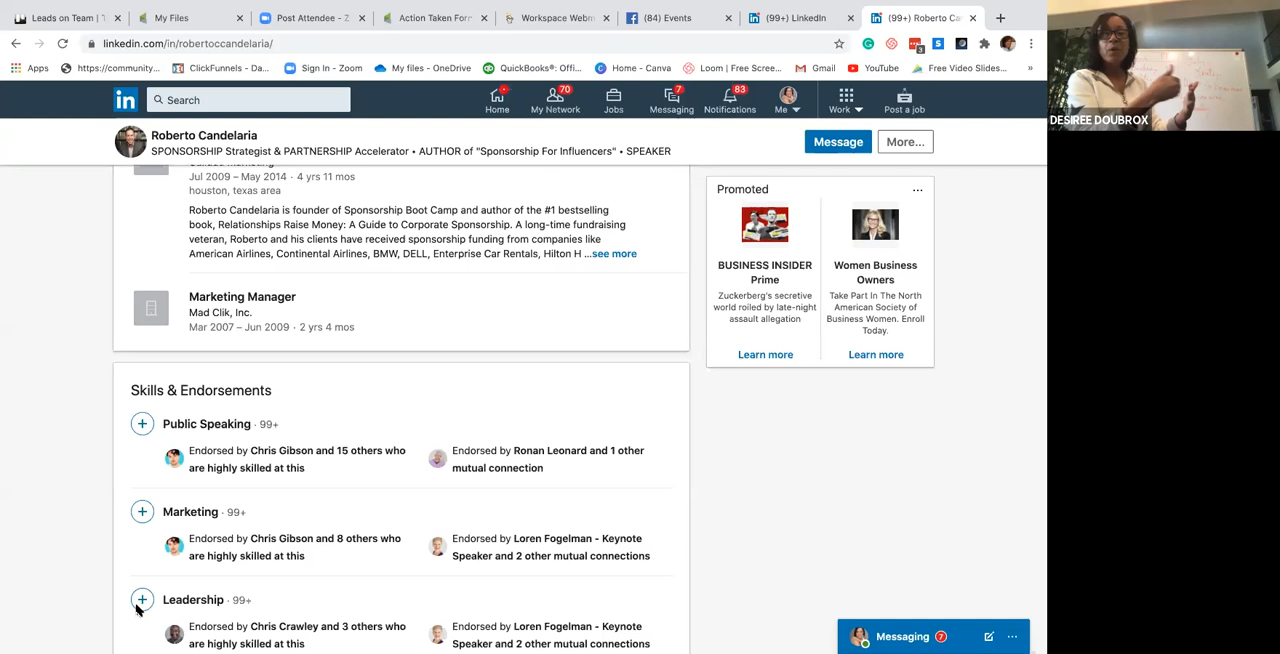 Leads on Team | T
My Files
Post Attendee - Z
Action Taken Form
Workspace Webm
(84) Events
(99+) LinkedIn
(99+) Roberto Ca
linkedin.com/in/robertoccandelaria/
3
Apps
https://community...
ClickFunnels - Da...
Sign In - Zoom
My files - OneDrive
QuickBooks®: Offi...
Home - Canva
Loom | Free Scree...
Gmail
YouTube
Free Video Slides...
»
in
Search
Home
70
My Network
Jobs
7
Messaging
83
Notifications
Me
Work
Post a job
Roberto Candelaria
SPONSORSHIP Strategist & PARTNERSHIP Accelerator • AUTHOR of "Sponsorship For Influencers" • SPEAKER
Message
More...
DESIREE DOUBROX
Jul 2009 – May 2014 · 4 yrs 11 mos
houston, texas area
Roberto Candelaria is founder of Sponsorship Boot Camp and author of the #1 bestselling
book, Relationships Raise Money: A Guide to Corporate Sponsorship. A long-time fundraising
veteran, Roberto and his clients have received sponsorship funding from companies like
American Airlines, Continental Airlines, BMW, DELL, Enterprise Car Rentals, Hilton H ...see more
Marketing Manager
Mad Clik, Inc.
Mar 2007 – Jun 2009 · 2 yrs 4 mos
Skills & Endorsements
Public Speaking · 99+
Endorsed by Chris Gibson and 15 others who
are highly skilled at this
Endorsed by Ronan Leonard and 1 other
mutual connection
Marketing · 99+
Endorsed by Chris Gibson and 8 others who
are highly skilled at this
Endorsed by Loren Fogelman - Keynote
Speaker and 2 other mutual connections
Leadership · 99+
Endorsed by Chris Crawley and 3 others who
are highly skilled at this
Endorsed by Loren Fogelman - Keynote
Speaker and 2 other mutual connections
Promoted
...
BUSINESS INSIDER
Prime
Zuckerberg's secretive
world roiled by late-night
assault allegation
Learn more
Women Business
Owners
Take Part In The North
American Society of
Business Women. Enroll
Today.
Learn more
Messaging 7
...